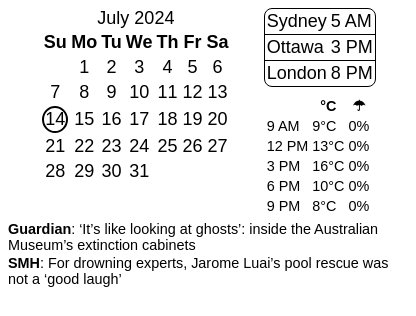 July 2024
Su Mo Tu We Th Fr Sa
1 2 3 4 5 6
7 8 9 10 11 12 13
14 15 16 17 18 19 20
21 22 23 24 25 26 27
28 29 30 31
Sydney 5 AM
Ottawa 3 PM
London 8 PM
°C ☂
9 AM 9°C 0%
12 PM 13°C 0%
3 PM 16°C 0%
6 PM 10°C 0%
9 PM 8°C 0%
Guardian: ‘It’s like looking at ghosts’: inside the Australian
Museum’s extinction cabinets
SMH: For drowning experts, Jarome Luai’s pool rescue was
not a ‘good laugh’